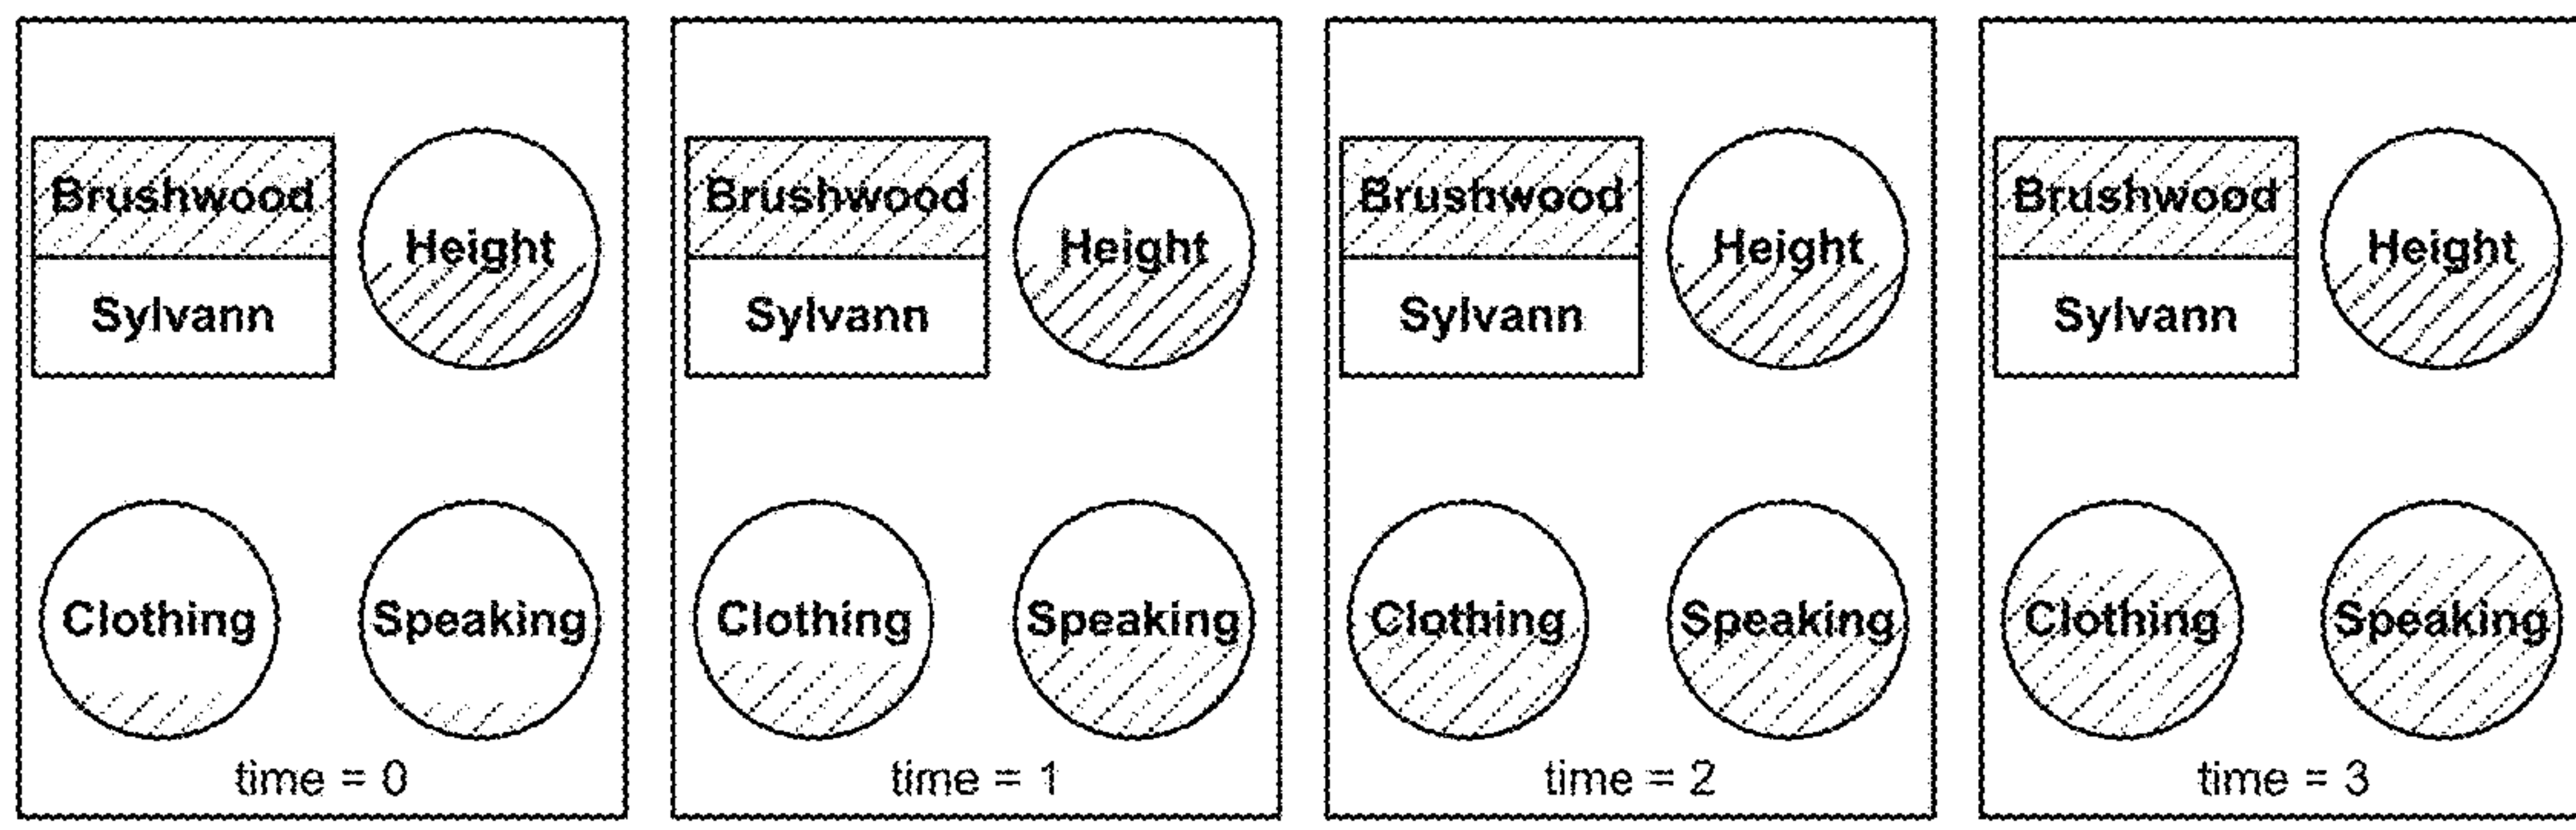 Brushwood
Height
Sylvann
Clothing
Speaking
time = 0
Brushwood
Height
Sylvann
Clothing
Speaking
time = 1
Brushwood
Height
Sylvann
Clothing
Speaking
time = 2
Brushwood
Height
Sylvann
Clothing
Speaking
time = 3